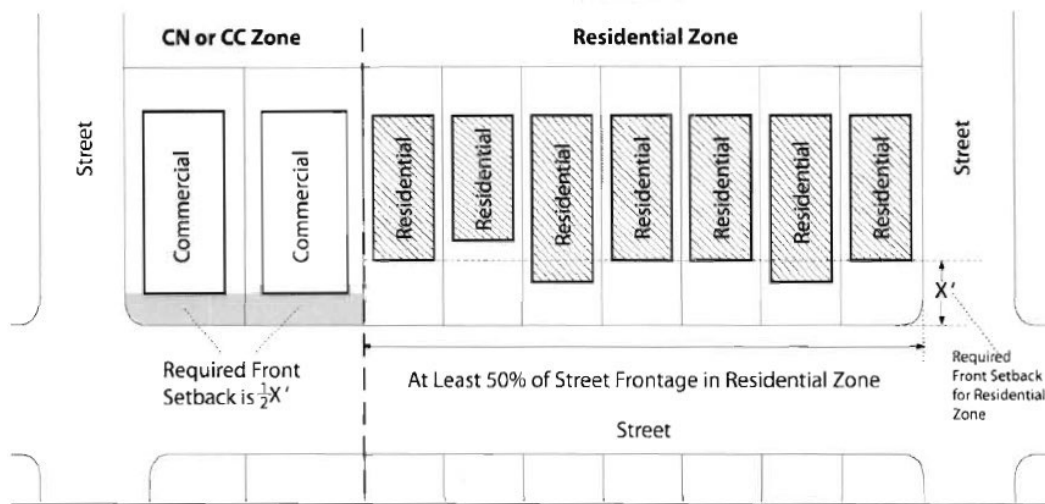 CN or CC Zone
Residential Zone
Street
Commercial
Commercial
Residential
Residential
Residential
Residential
Residential
Residential
Residential
Street
X'
Required Front
Setback is ½X'
At Least 50% of Street Frontage in Residential Zone
Required
Front Setback
for Residential
Zone
Street